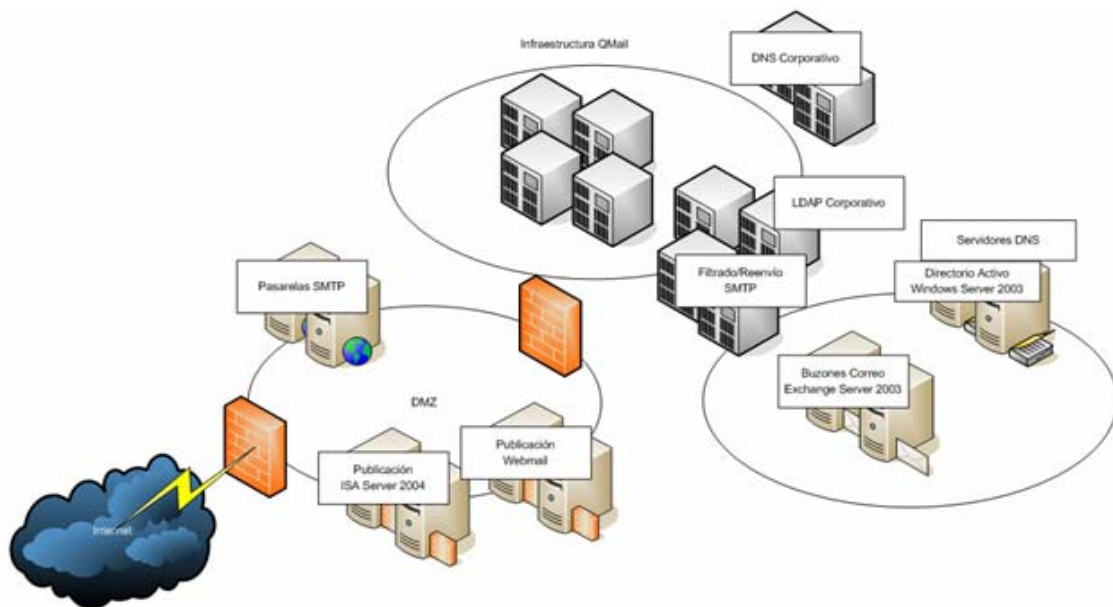 Infraestructura QMail
DNS Corporativo
LDAP Corporativo
Servidores DNS
Filtrado/Reenvío
SMTP
Directorio Activo
Windows Server 2003
Pasarelas SMTP
Buzones Correo
Exchange Server 2003
DMZ
Publicación
Webmail
Publicación
ISA Server 2004
Internet